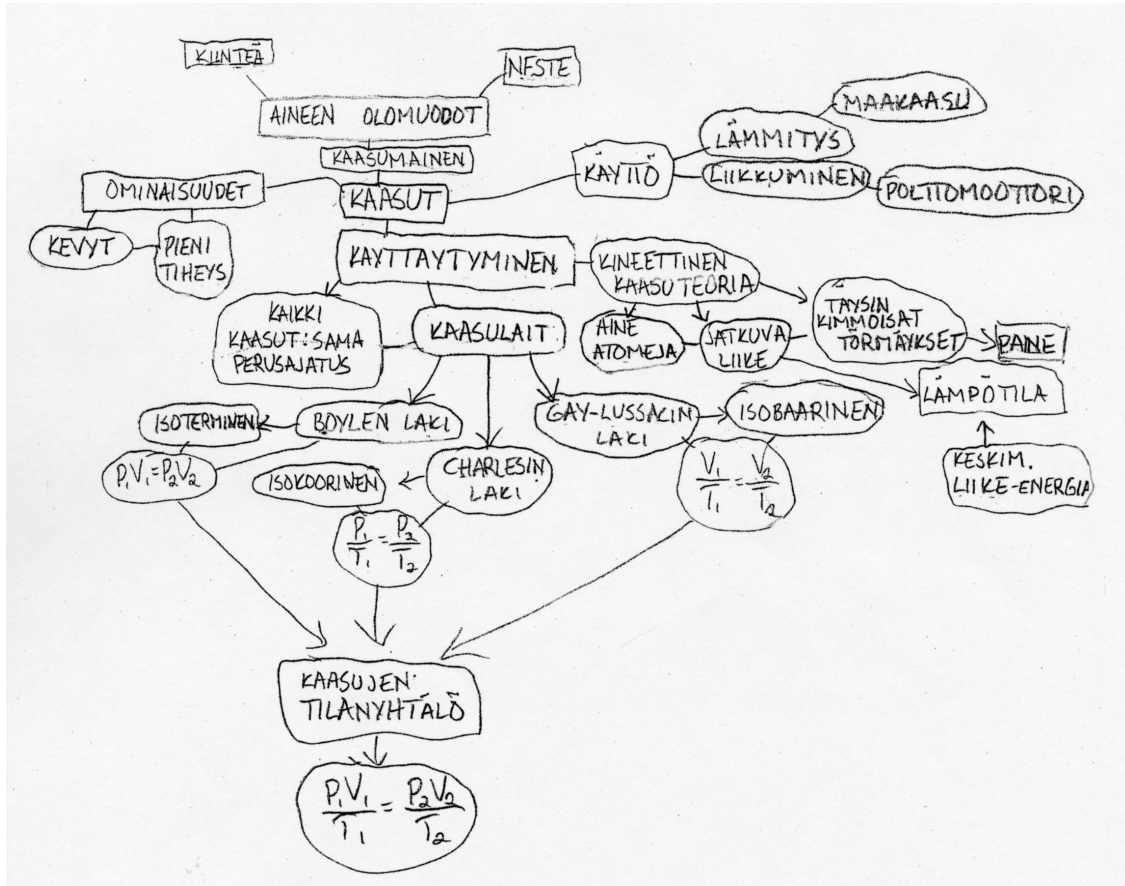 KIINTEÄ
NESTE
AINEEN OLOMUODOT
KAASUMAINEN
MAAKAASU
LÄMMITYS
KÄYTTÖ
LIIKKUMINEN
POLTTOMOOTTORI
OMINAISUUDET
KAASUT
KEVYT
PIENI
TIHEYS
KÄYTTÄYTYMINEN
KINEETTINEN
KAASUTEORIA
KAIKKI
KAASUT: SAMA
PERUSAJATUS
KAASULAIT
AINE
ATOMEJA
JATKUVA
LIIKE
TÄYSIN
KIMMOISAT
TÖRMÄYKSET
PAINE
LÄMPÖTILA
KESKIM.
LIIKE-ENERGIA
ISOTERMINEN
BOYLEN LAKI
GAY-LUSSACIN
LAKI
ISOBAARINEN
P₁V₁=P₂V₂
ISOKOORINEN
CHARLESIN
LAKI
V₁/T₁ = V₂/T₂
P₁/T₁ = P₂/T₂
KAASUJEN
TILANYHTÄLÖ
P₁V₁/T₁ = P₂V₂/T₂